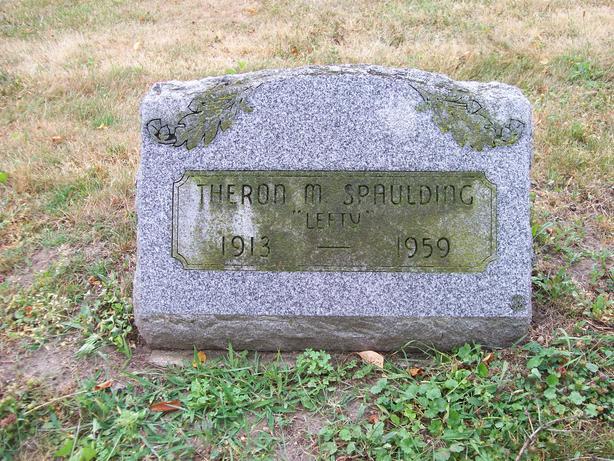 THERON M. SPAULDING
"LEFTY"
1913 — 1959